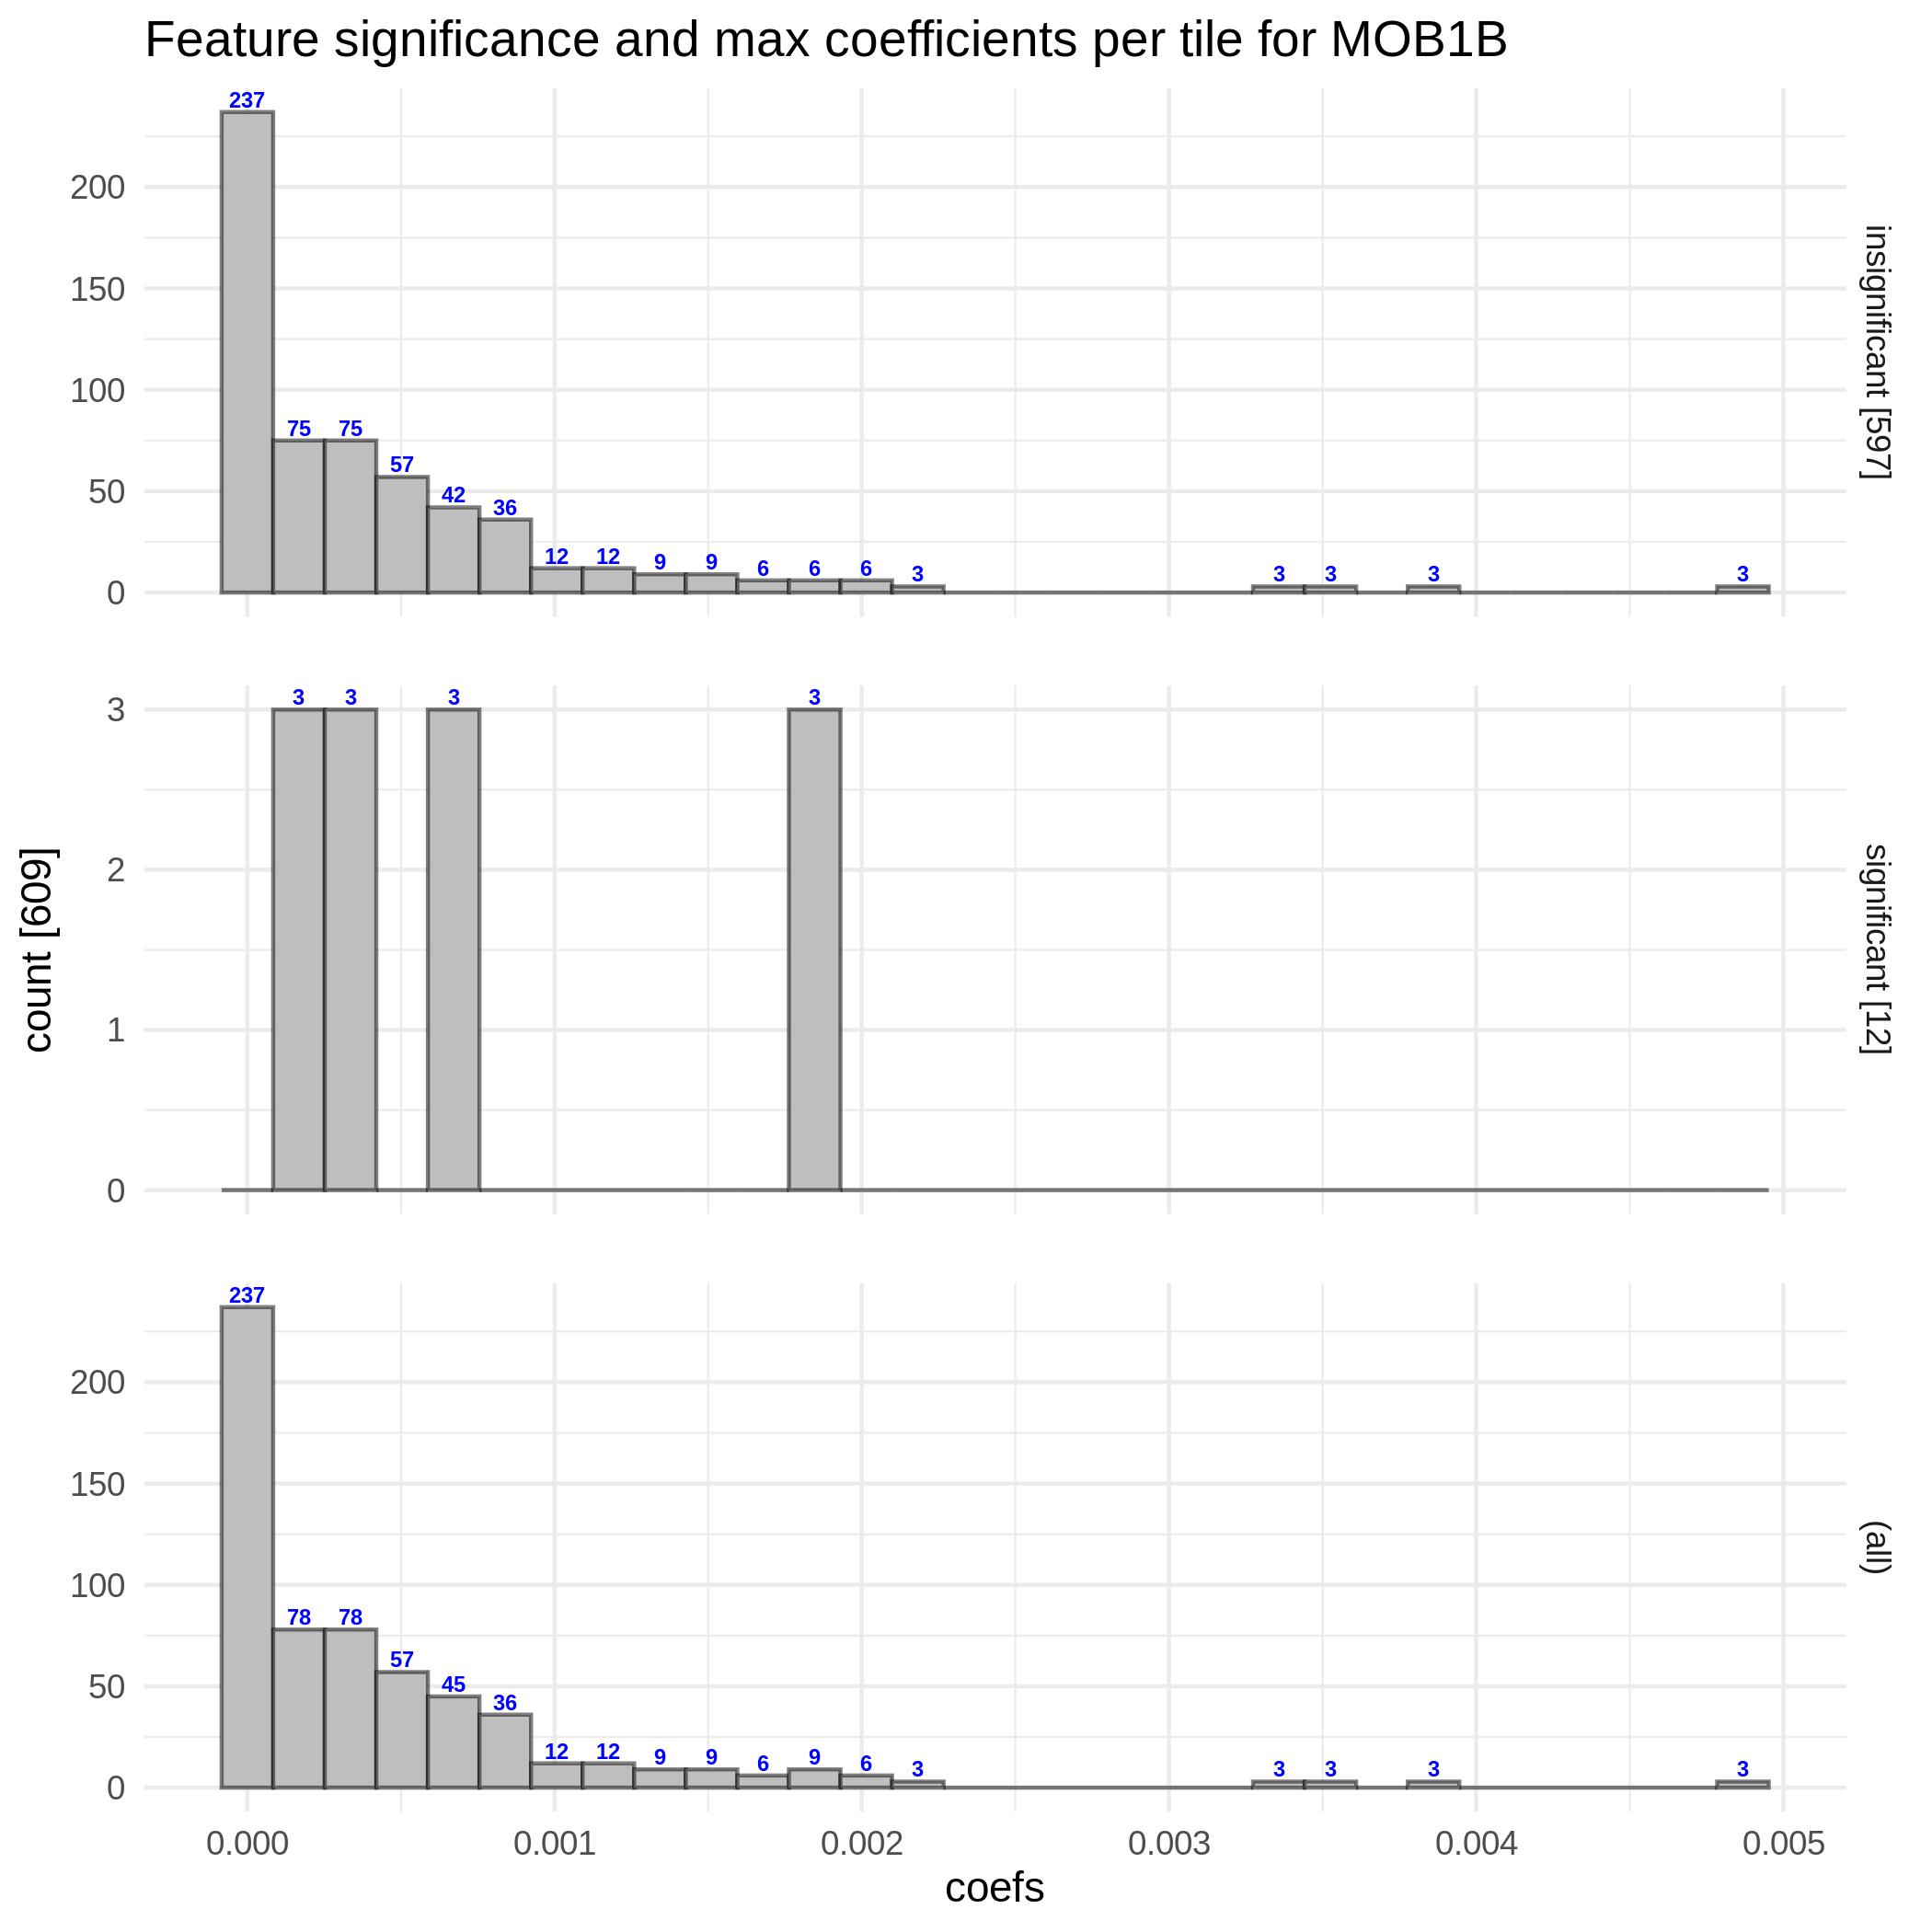 Feature significance and max coefficients per tile for MOB1B
237
200
150
100
50
0
75 75
57
42
36
12 12 9 9 6 6 6 3 3 3 3 3
insignificant [597]
3 3 3 3
3
2
1
0
significant [12]
count [609]
237
200
150
100
50
0
78 78
57
45
36
12 12 9 9 6 9 6 3 3 3 3 3
(all)
0.000 0.001 0.002 0.003 0.004 0.005
coefs